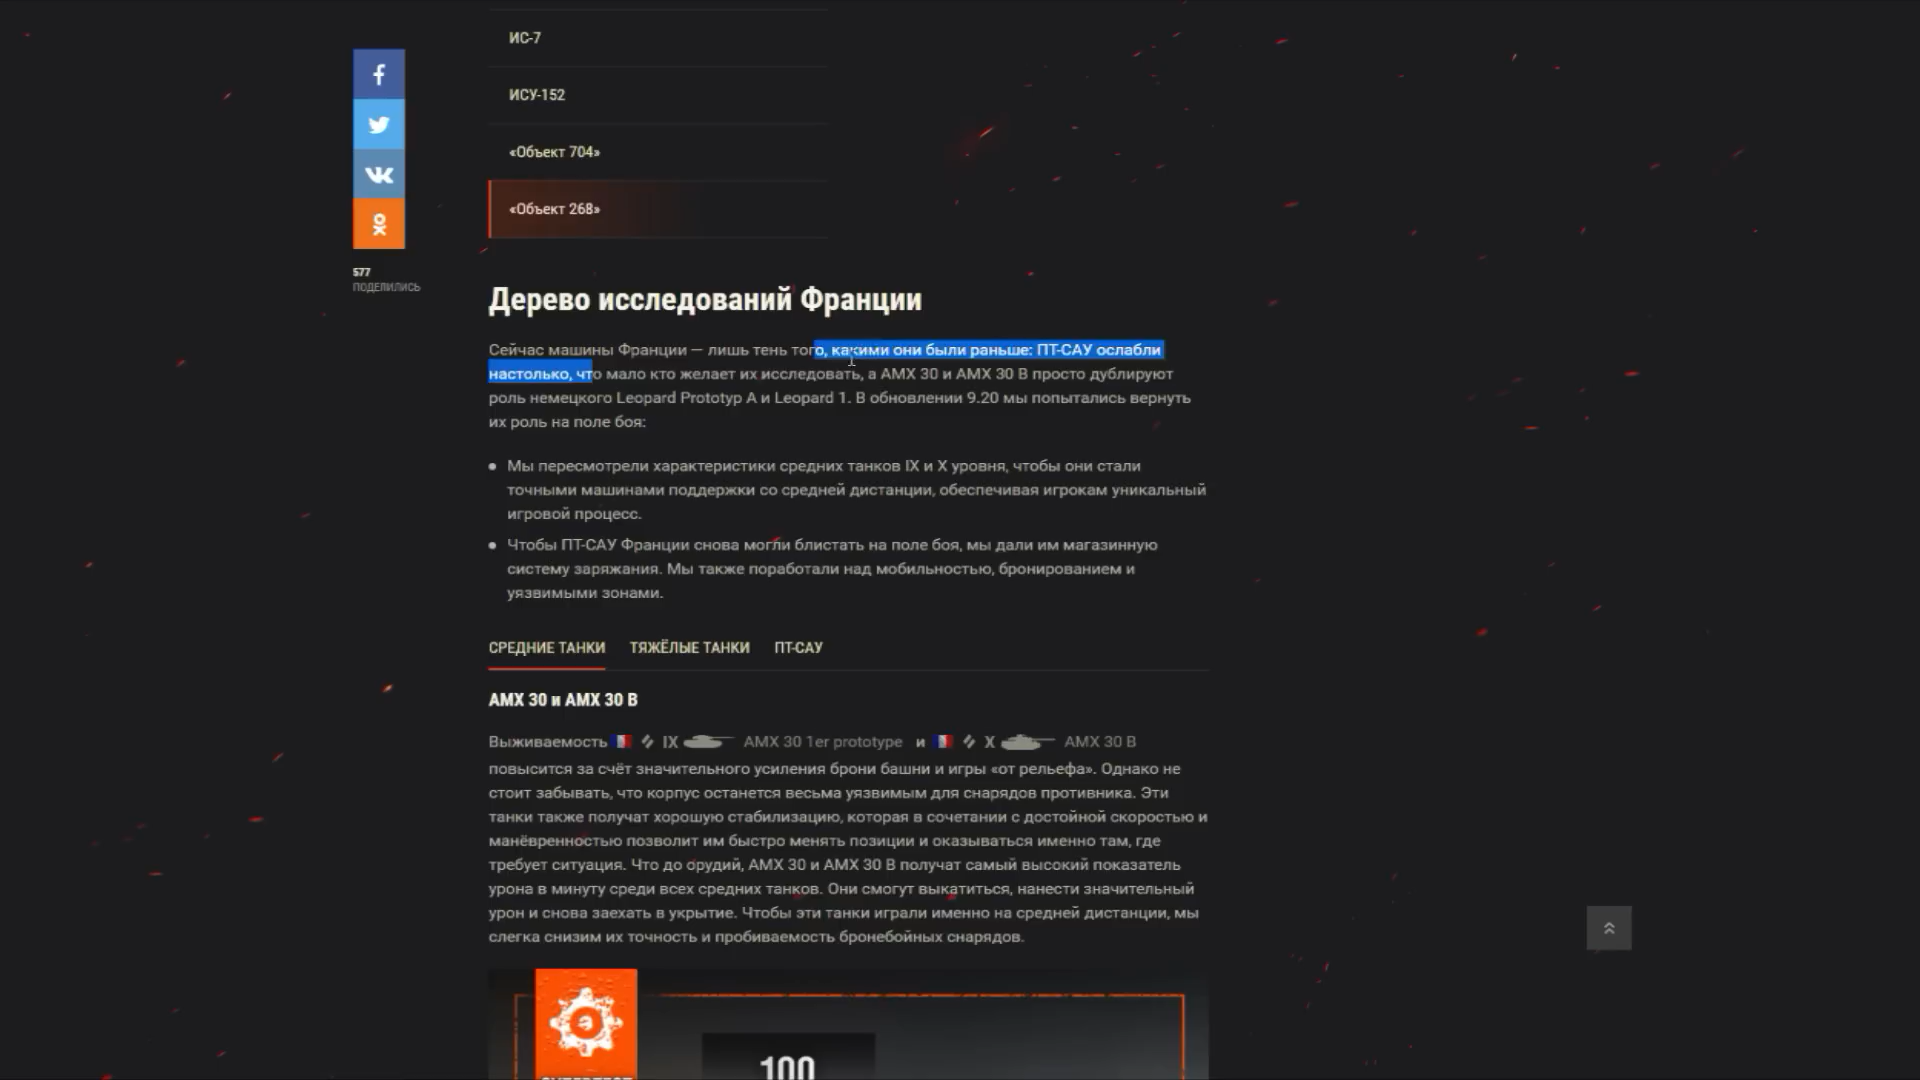 ИС-7
ИСУ-152
«Объект 704»
«Объект 268»
577
ПОДЕЛИЛИСЬ
Дерево исследований Франции
Сейчас машины Франции — лишь тень того, какими они были раньше: ПТ-САУ ослабли
настолько, что мало кто желает их исследовать, а AMX 30 и AMX 30 B просто дублируют
роль немецкого Leopard Prototyp A и Leopard 1. В обновлении 9.20 мы попытались вернуть
их роль на поле боя:
Мы пересмотрели характеристики средних танков IX и X уровня, чтобы они стали
точными машинами поддержки со средней дистанции, обеспечивая игрокам уникальный
игровой процесс.
Чтобы ПТ-САУ Франции снова могли блистать на поле боя, мы дали им магазинную
систему заряжания. Мы также поработали над мобильностью, бронированием и
уязвимыми зонами.
СРЕДНИЕ ТАНКИ ТЯЖЁЛЫЕ ТАНКИ ПТ-САУ
AMX 30 и AMX 30 B
Выживаемость IX AMX 30 1er prototype и X AMX 30 B
повысится за счёт значительного усиления брони башни и игры «от рельефа». Однако не
стоит забывать, что корпус останется весьма уязвимым для снарядов противника. Эти
танки также получат хорошую стабилизацию, которая в сочетании с достойной скоростью и
манёвренностью позволит им быстро менять позиции и оказываться именно там, где
требует ситуация. Что до орудий, AMX 30 и AMX 30 B получат самый высокий показатель
урона в минуту среди всех средних танков. Они смогут выкатиться, нанести значительный
урон и снова заехать в укрытие. Чтобы эти танки играли именно на средней дистанции, мы
слегка снизим их точность и пробиваемость бронебойных снарядов.
100